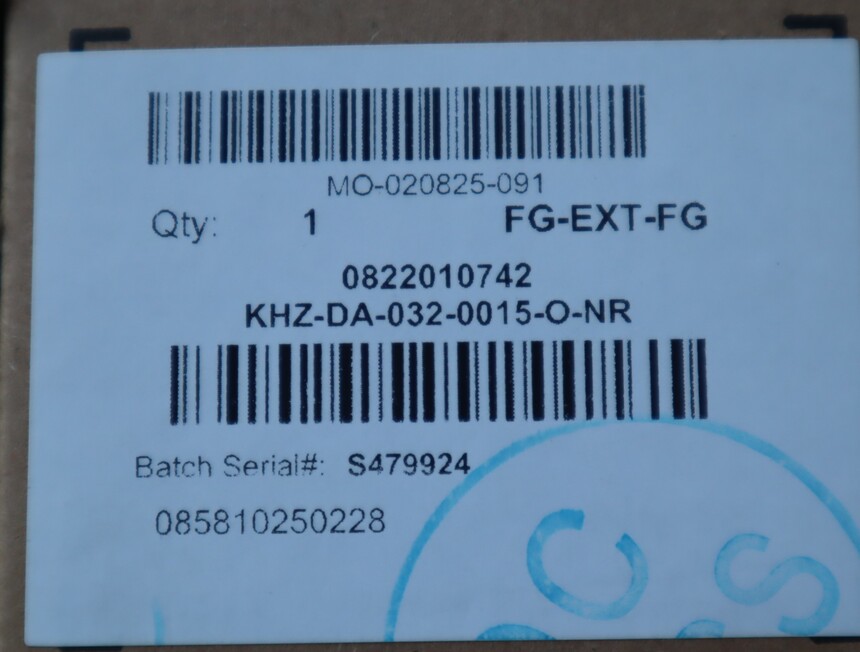 MO-020825-091
Qty: 1 FG-EXT-FG
0822010742
KHZ-DA-032-0015-O-NR
Batch Serial#: S479924
085810250228